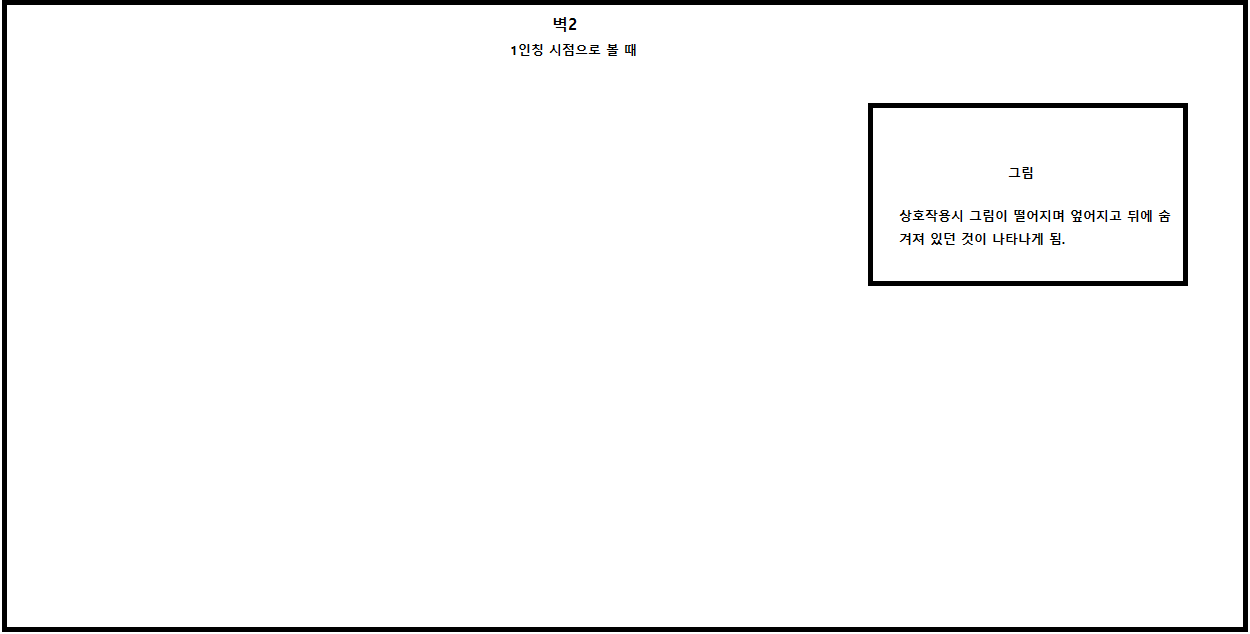 벽2
1인칭 시점으로 볼 때
그림
상호작용시 그림이 떨어지며 엎어지고 뒤에 숨
겨져 있던 것이 나타나게 됨.